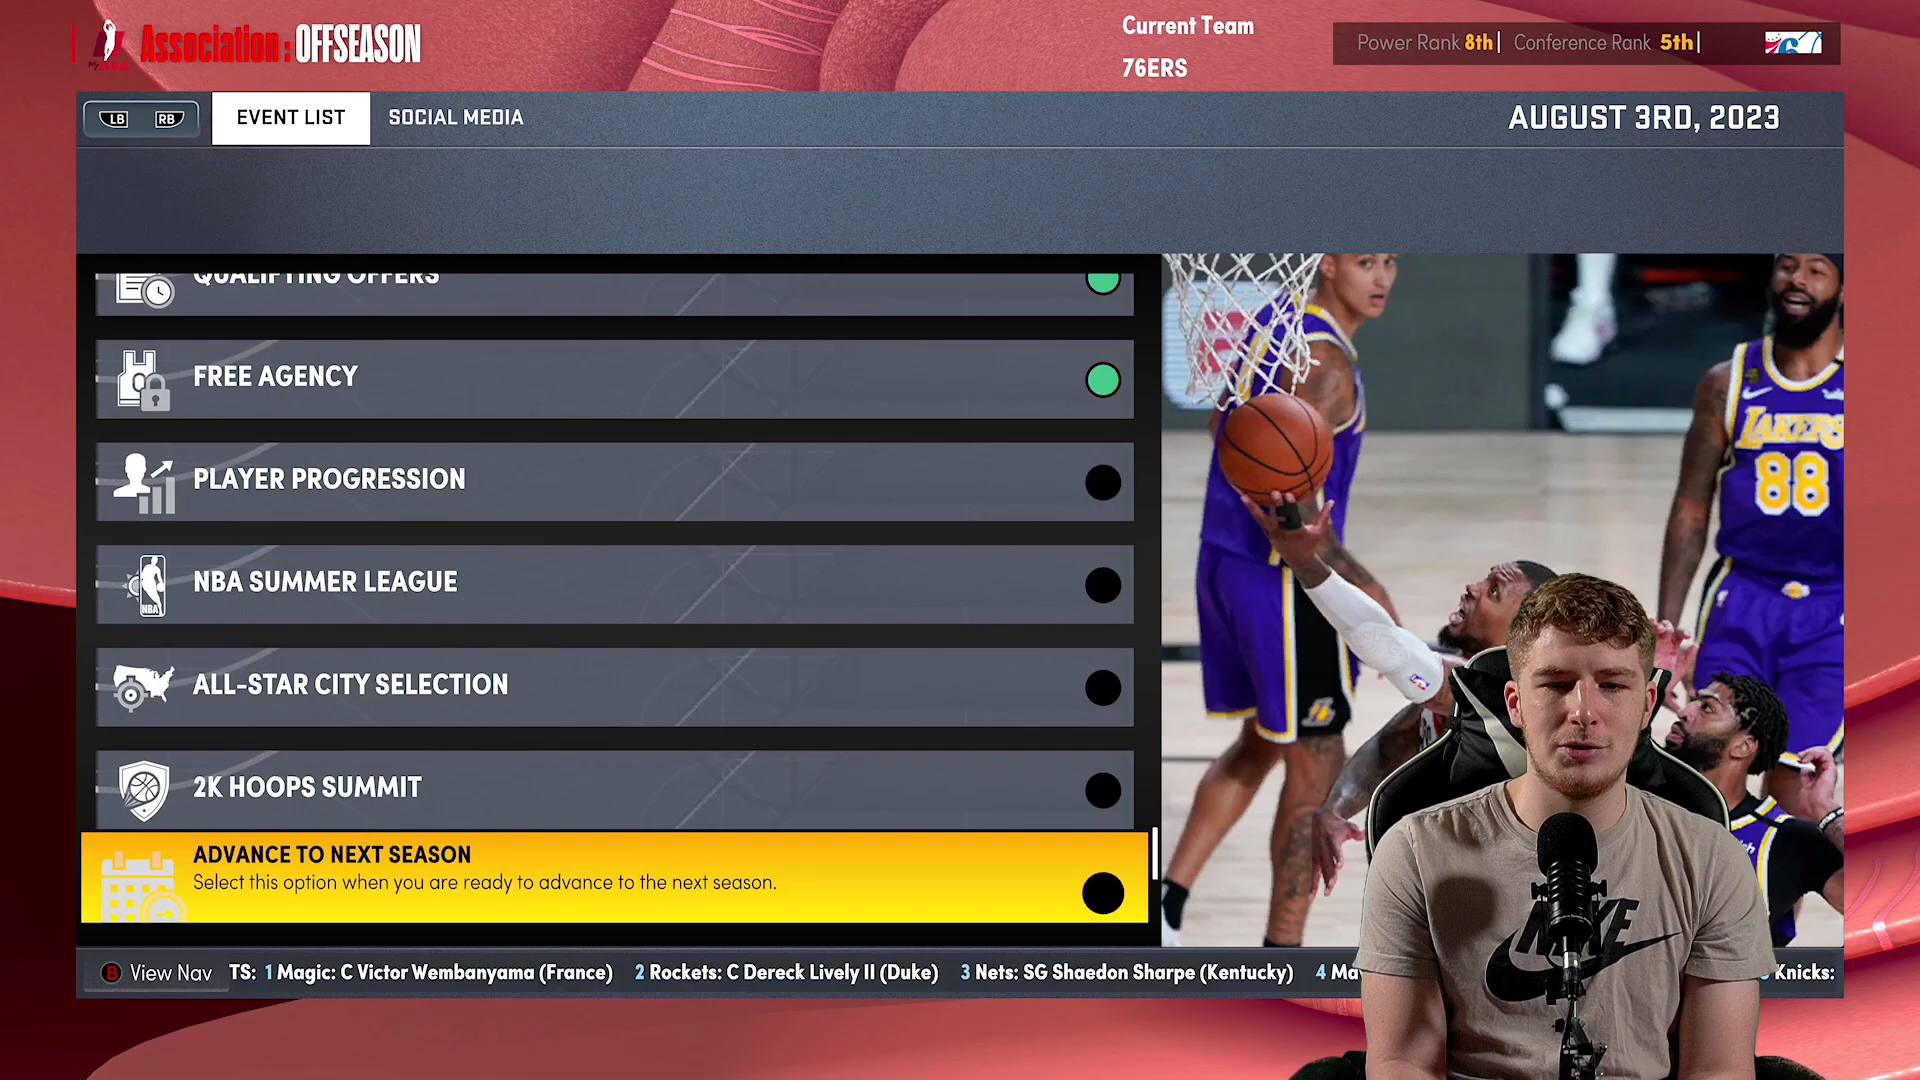 Association: OFFSEASON
Current Team
76ERS
Power Rank 8th
Conference Rank 5th
LB RB
EVENT LIST
SOCIAL MEDIA
AUGUST 3RD, 2023
QUALIFYING OFFERS
FREE AGENCY
PLAYER PROGRESSION
NBA SUMMER LEAGUE
NBA
ALL-STAR CITY SELECTION
2K HOOPS SUMMIT
ADVANCE TO NEXT SEASON
Select this option when you are ready to advance to the next season.
LAKERS
88
NIKE
B View Nav
TS: 1 Magic: C Victor Wembanyama (France) 2 Rockets: C Dereck Lively II (Duke) 3 Nets: SG Shaedon Sharpe (Kentucky) 4 Ma
Knicks: